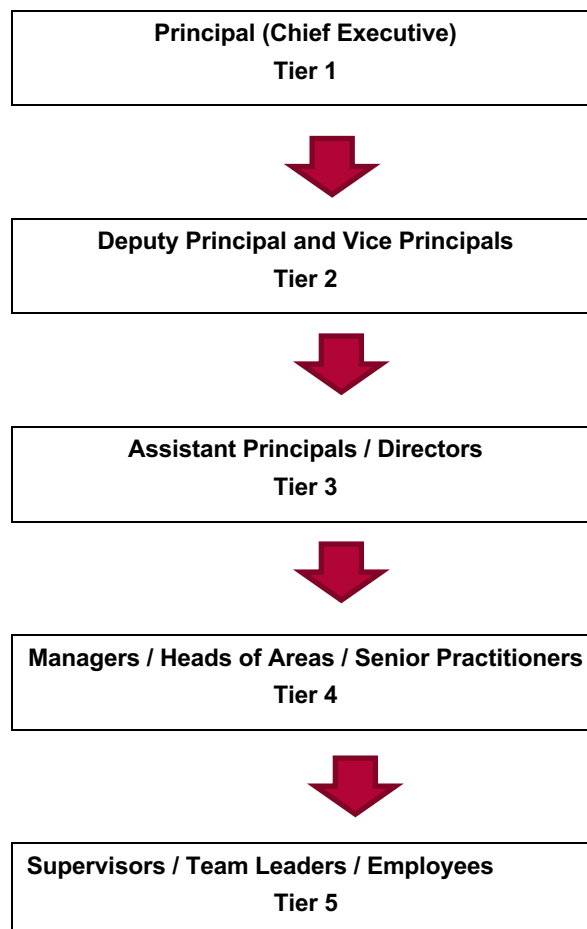 Principal (Chief Executive)
Tier 1
Deputy Principal and Vice Principals
Tier 2
Assistant Principals / Directors
Tier 3
Managers / Heads of Areas / Senior Practitioners
Tier 4
Supervisors / Team Leaders / Employees
Tier 5